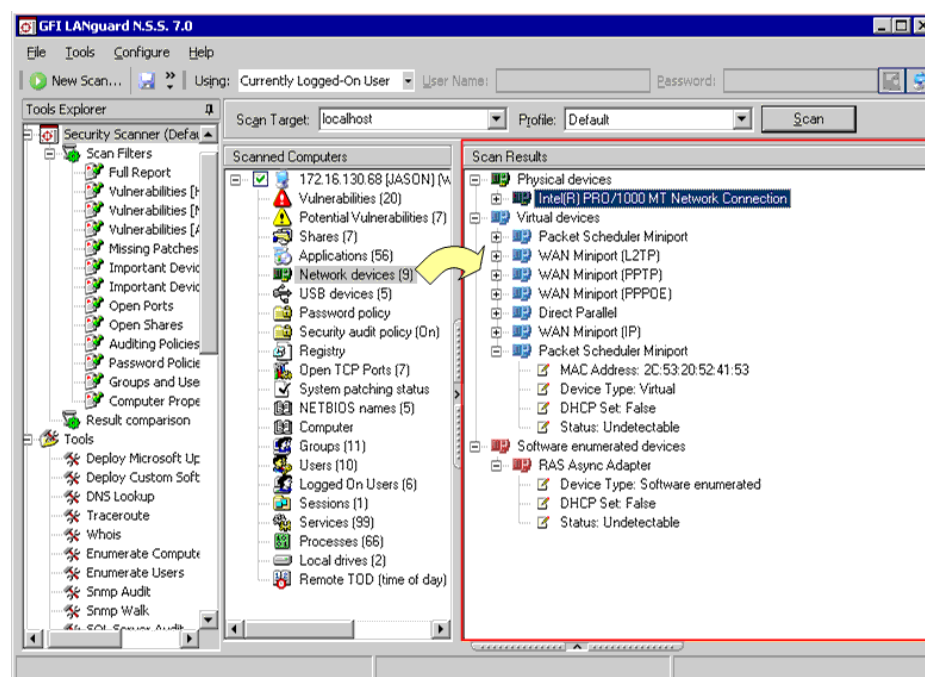 GFI LANguard N.S.S. 7.0
File Tools Configure Help
New Scan... Using: Currently Logged-On User User Name: Password:
Tools Explorer
Security Scanner (Defau
Scan Filters
Full Report
Vulnerabilities [H
Vulnerabilities [M
Vulnerabilities [A
Missing Patches
Important Devic
Important Devic
Open Ports
Open Shares
Auditing Policies
Password Policie
Groups and Use
Computer Prope
Result comparison
Tools
Deploy Microsoft Up
Deploy Custom Soft
DNS Lookup
Traceroute
Whois
Enumerate Compute
Enumerate Users
Snmp Audit
Snmp Walk
SQL Server Audit
Scan Target: localhost Profile: Default Scan
Scanned Computers
172.16.130.68 [JASON] (W
Vulnerabilities (20)
Potential Vulnerabilities (7)
Shares (7)
Applications (56)
Network devices (9)
USB devices (5)
Password policy
Security audit policy (On)
Registry
Open TCP Ports (7)
System patching status
NETBIOS names (5)
Computer
Groups (11)
Users (10)
Logged On Users (6)
Sessions (1)
Services (99)
Processes (66)
Local drives (2)
Remote TOD (time of day)
Scan Results
Physical devices
Intel(R) PRO/1000 MT Network Connection
Virtual devices
Packet Scheduler Miniport
WAN Miniport (L2TP)
WAN Miniport (PPTP)
WAN Miniport (PPPOE)
Direct Parallel
WAN Miniport (IP)
Packet Scheduler Miniport
MAC Address: 2C:53:20:52:41:53
Device Type: Virtual
DHCP Set: False
Status: Undetectable
Software enumerated devices
RAS Async Adapter
Device Type: Software enumerated
DHCP Set: False
Status: Undetectable